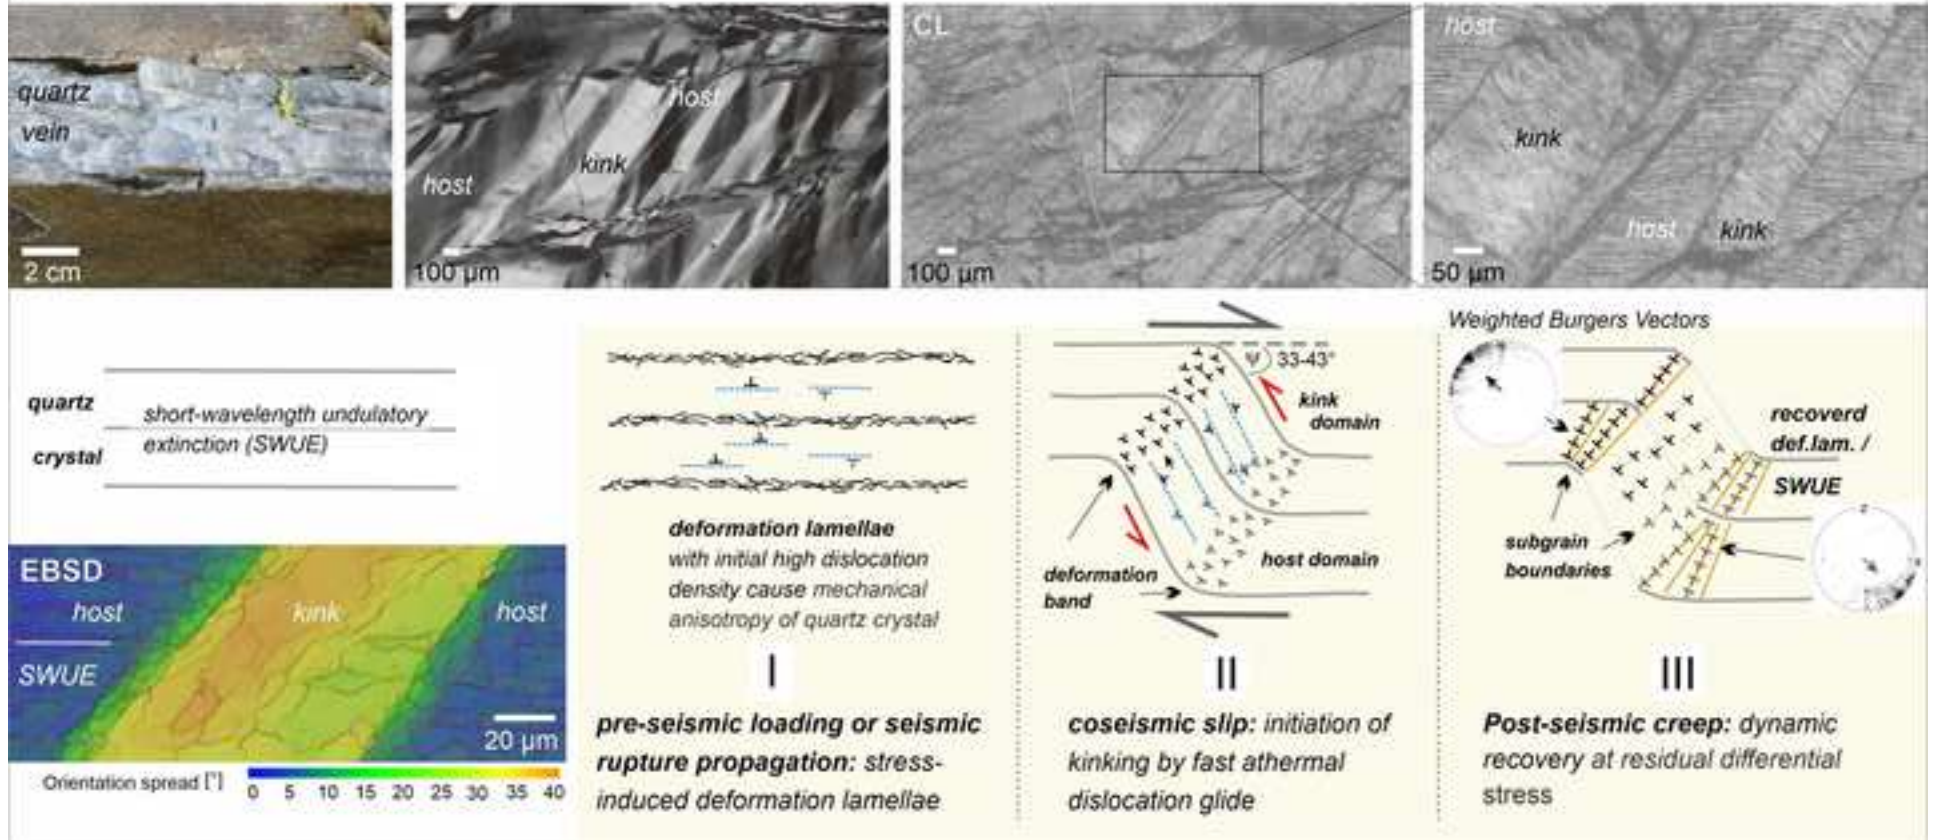 quartz
vein
2 cm
host
kink
host
100 µm
CL
100 µm
host
kink
host
kink
50 µm
quartz
crystal
short-wavelength undulatory
extinction (SWUE)
EBSD
host
kink
host
SWUE
20 µm
Orientation spread [°]
0 5 10 15 20 25 30 35 40
deformation lamellae
with initial high dislocation
density cause mechanical
anisotropy of quartz crystal
I
pre-seismic loading or seismic
rupture propagation: stress-
induced deformation lamellae
Ψ 33-43°
kink
domain
host domain
deformation
band
II
coseismic slip: initiation of
kinking by fast athermal
dislocation glide
Weighted Burgers Vectors
recoverd
def.lam. /
SWUE
subgrain
boundaries
III
Post-seismic creep: dynamic
recovery at residual differential
stress